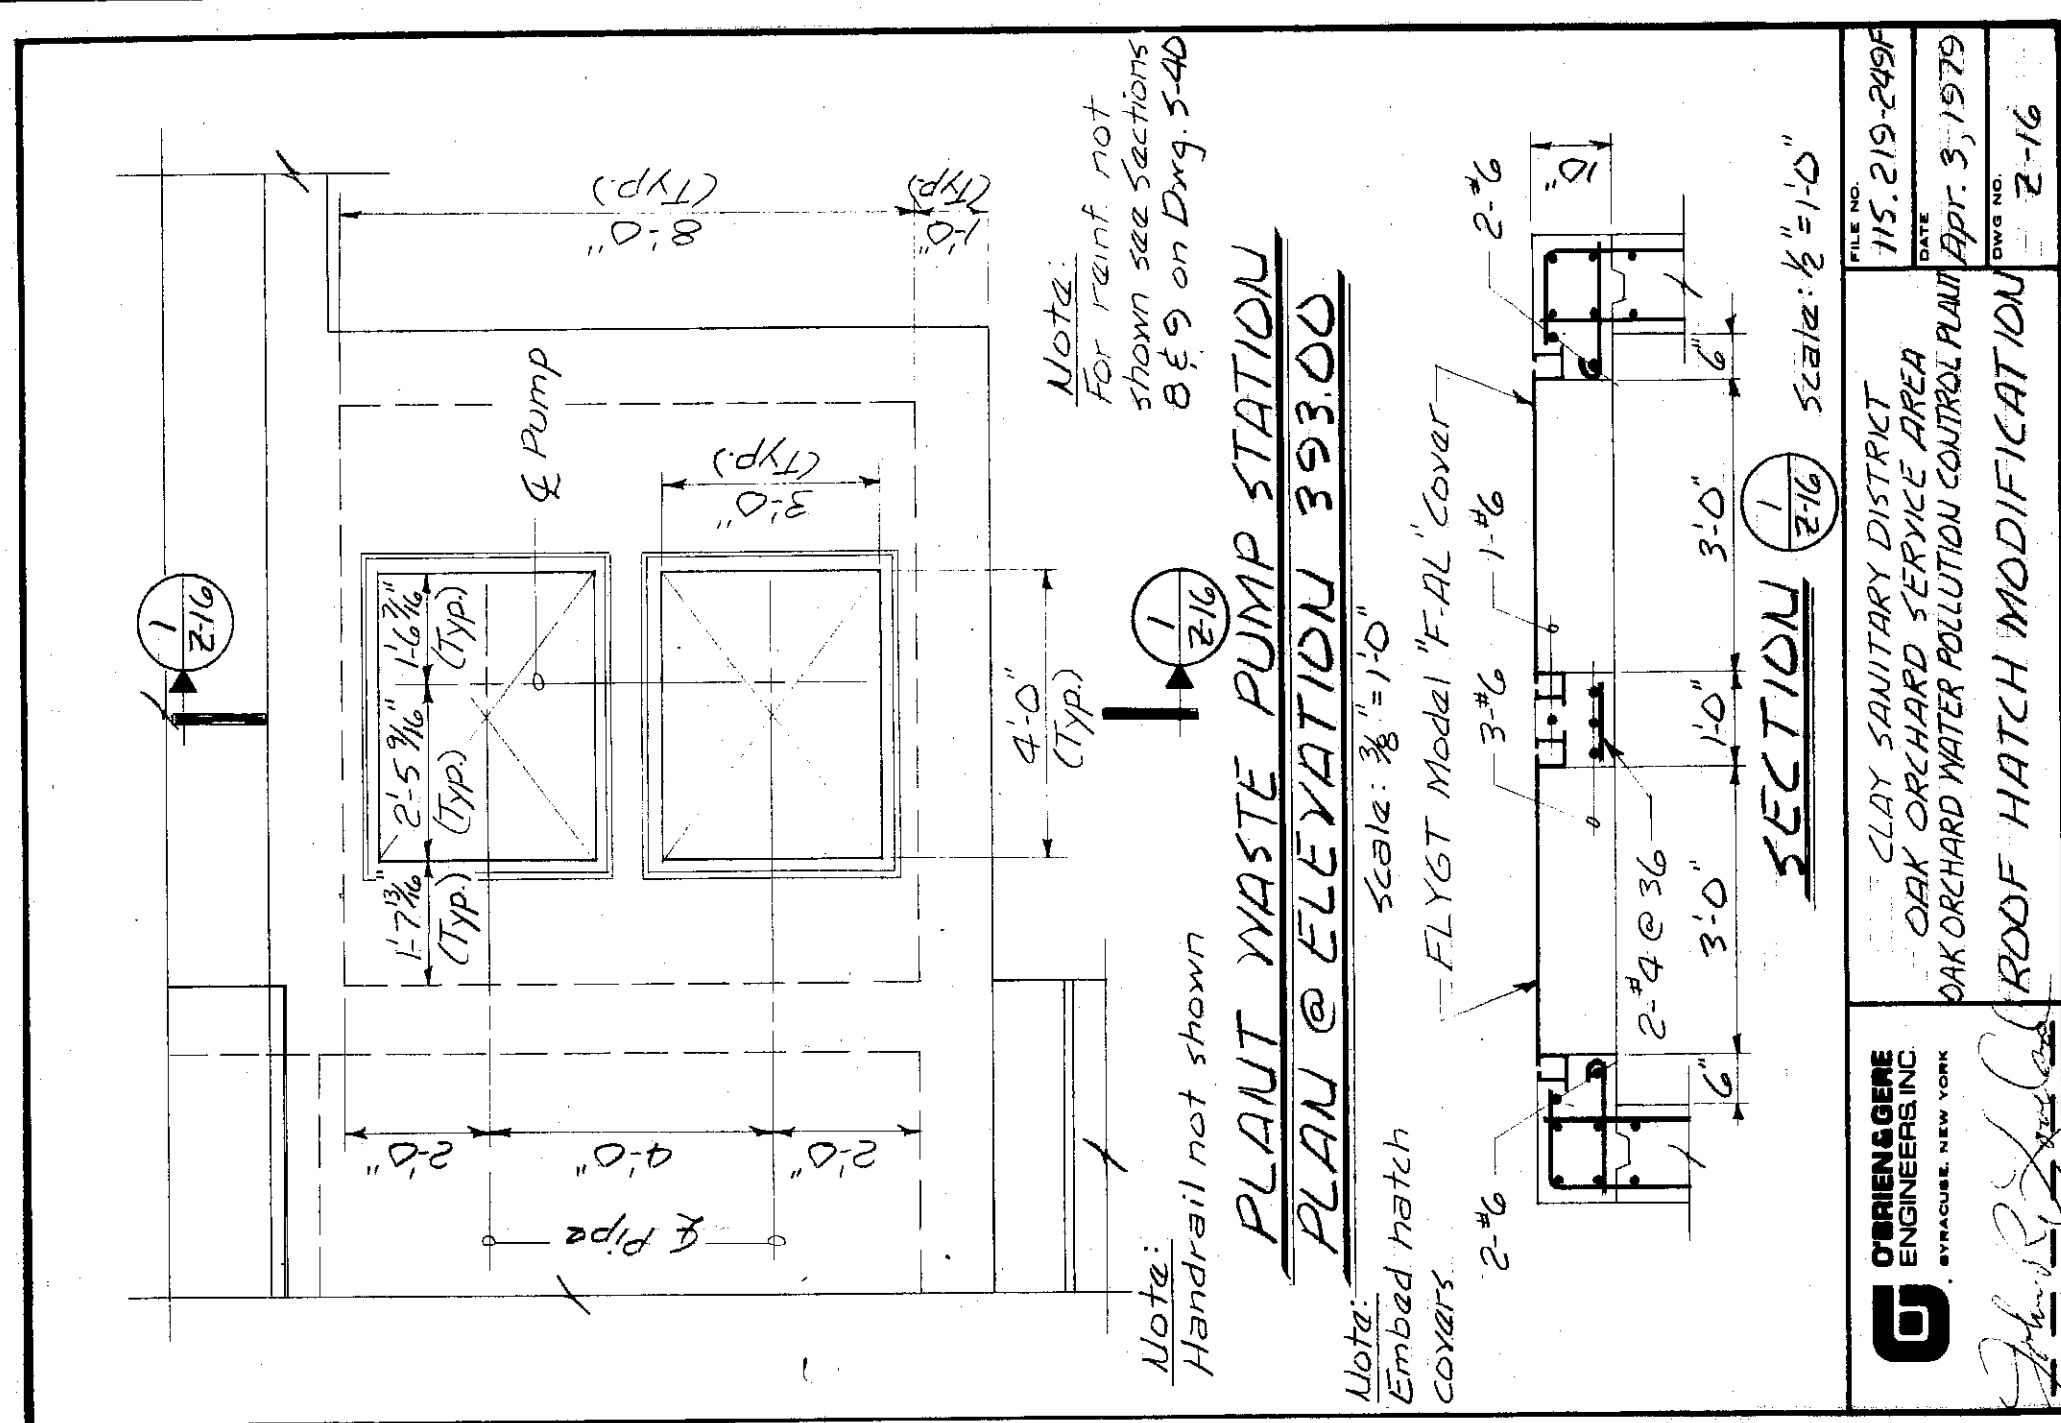 1
Z-16
1'-6 7/16"
(Typ.)
2'-5 9/16"
(Typ.)
1'-7 13/16"
(Typ.)
8'-0"
(Typ.)
1'-0"
(Typ.)
℄ Pump
3'-0"
(Typ.)
4'-0"
(Typ.)
2'-0"
4'-0"
2'-0"
℄ Pipe
1
Z-16
Note:
For reinf. not
shown see Sections
8 & 9 on Dwg. S-40
Note:
Handrail not shown
PLANT WASTE PUMP STATION
PLAN @ ELEVATION 393.00
Scale: 3/8"=1'-0"
Note:
Embed hatch
covers
FLYGT Model "F-AL" Cover
2-#6
3-#6
1-#6
2-#6
10"
2-#4@36
6"
3'-0"
1'-0"
3'-0"
6"
SECTION
1
Z-16
Scale: 1/2"=1'-0"
O'BRIEN & GERE
ENGINEERS, INC.
SYRACUSE, NEW YORK
CLAY SANITARY DISTRICT
OAK ORCHARD SERVICE AREA
OAK ORCHARD WATER POLLUTION CONTROL PLANT
ROOF HATCH MODIFICATION
FILE NO.
115.219-249F
DATE
Apr. 3, 1979
DWG NO.
Z-16